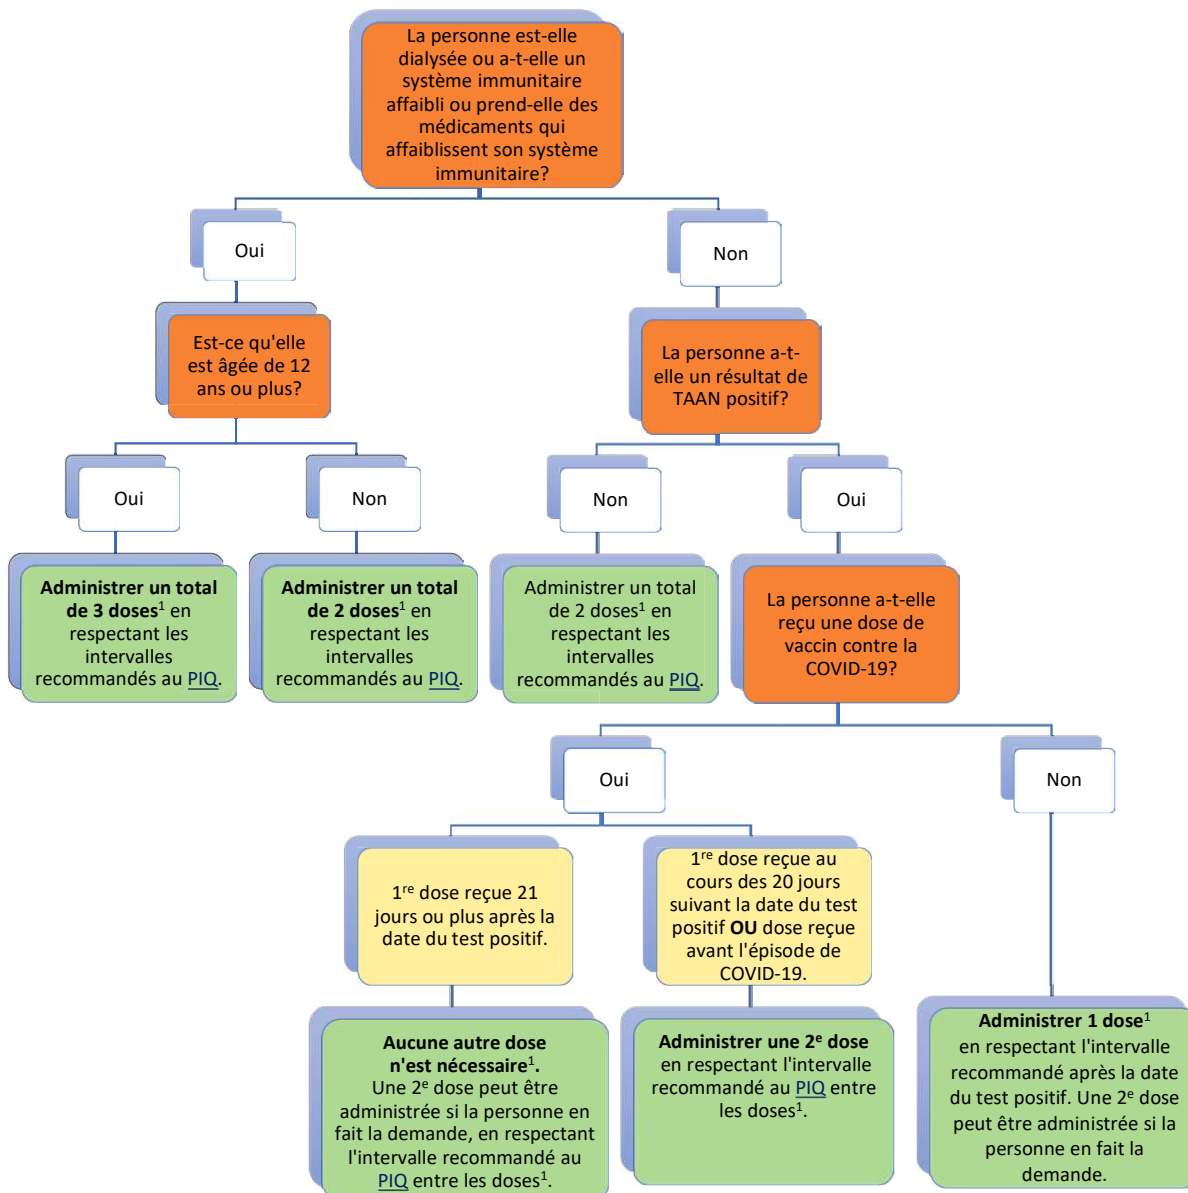 La personne est-elle
dialysée ou a-t-elle un
système immunitaire
affaibli ou prend-elle des
médicaments qui
affaiblissent son système
immunitaire?
Oui
Non
Est-ce qu'elle
est âgée de 12
ans ou plus?
La personne a-t-
elle un résultat de
TAAN positif?
Oui
Non
Non
Oui
Administrer un total
de 3 doses¹ en
respectant les
intervalles
recommandés au PIQ.
Administrer un total
de 2 doses¹ en
respectant les
intervalles
recommandés au PIQ.
Administrer un total
de 2 doses¹ en
respectant les
intervalles
recommandés au PIQ.
La personne a-t-elle
reçu une dose de
vaccin contre la
COVID-19?
Oui
Non
1re dose reçue 21
jours ou plus après la
date du test positif.
1re dose reçue au
cours des 20 jours
suivant la date du test
positif OU dose reçue
avant l'épisode de
COVID-19.
Aucune autre dose
n'est nécessaire¹.
Une 2e dose peut être
administrée si la personne en
fait la demande, en respectant
l'intervalle recommandé au
PIQ entre les doses¹.
Administrer une 2e dose
en respectant l'intervalle
recommandé au PIQ entre
les doses¹.
Administrer 1 dose¹
en respectant l'intervalle
recommandé après la date
du test positif. Une 2e dose
peut être administrée si la
personne en fait la
demande.